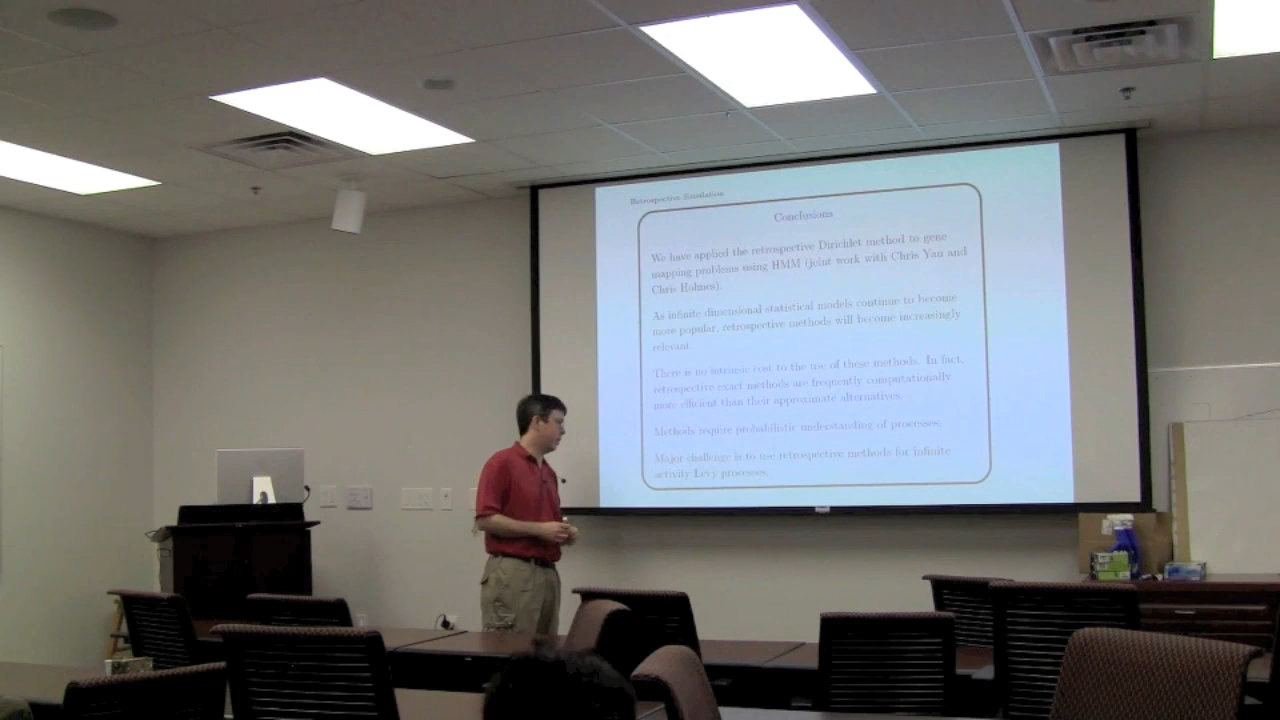 Retrospective Simulation
Conclusions
We have applied the retrospective Dirichlet method to gene
mapping problems using HMM (joint work with Chris Yau and
Chris Holmes).
As infinite dimensional statistical models continue to become
more popular, retrospective methods will become increasingly
relevant.
There is no intrinsic cost to the use of these methods. In fact,
retrospective exact methods are frequently computationally
more efficient than their approximate alternatives.
Methods require probabilistic understanding of processes.
Major challenge is to use retrospective methods for infinite
activity Levy processes.